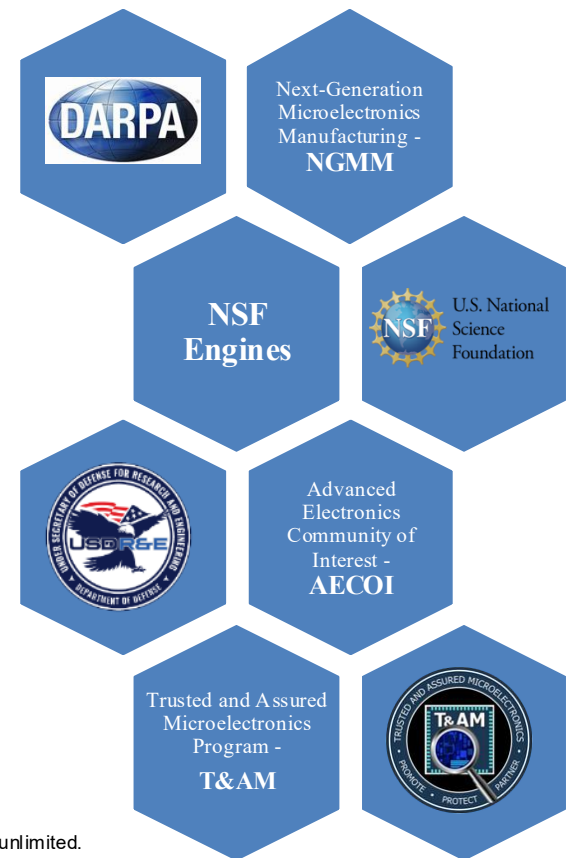 DARPA
Next-Generation
Microelectronics
Manufacturing -
NGMM
NSF
Engines
NSF
U.S. National
Science
Foundation
UNDER SECRETARY OF DEFENSE FOR RESEARCH AND ENGINEERING
USDR&E
DEPARTMENT OF DEFENSE
Advanced
Electronics
Community of
Interest -
AECOI
Trusted and Assured
Microelectronics
Program -
T&AM
TRUSTED AND ASSURED MICROELECTRONICS
T&AM
PROMOTE • PROTECT • PARTNER
unlimited.